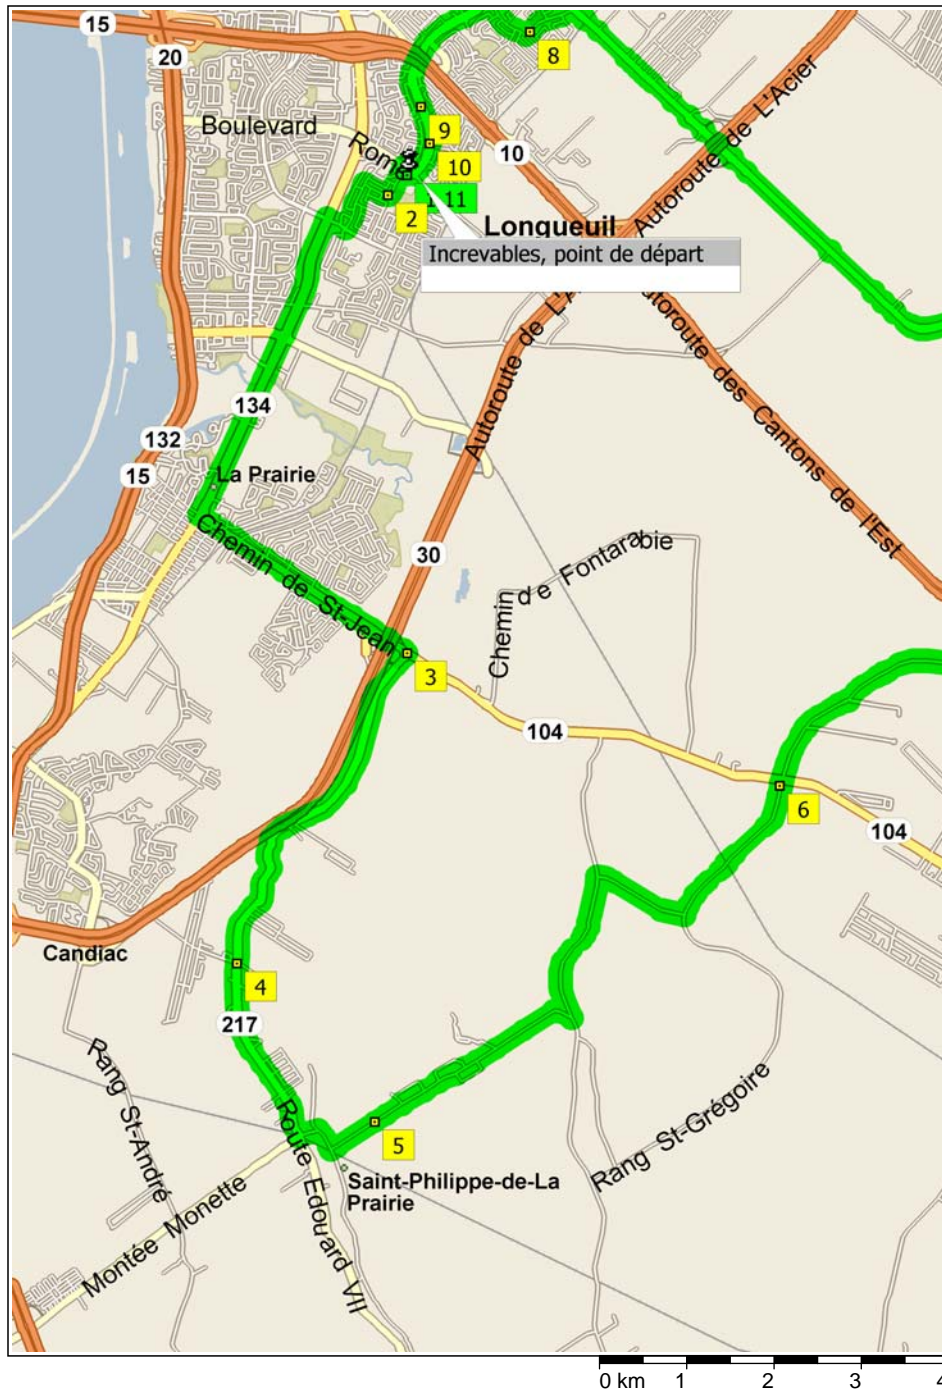 15
20
8
Boulevard
Rome
9
10
10
Autoroute de L'Acier
2
1 11
Longueuil
Increvables, point de départ
Autoroute de L'A
utoroute des Cantons de l'Est
134
132
15
La Prairie
Chemin de St-Jean
30
Chemin de Fontarabie
3
104
6
104
Candiac
4
217
Rang St-André
Route Edouard VII
5
Rang St-Grégoire
Saint-Philippe-de-La
Prairie
Montée Monette
0 km 1 2 3 4